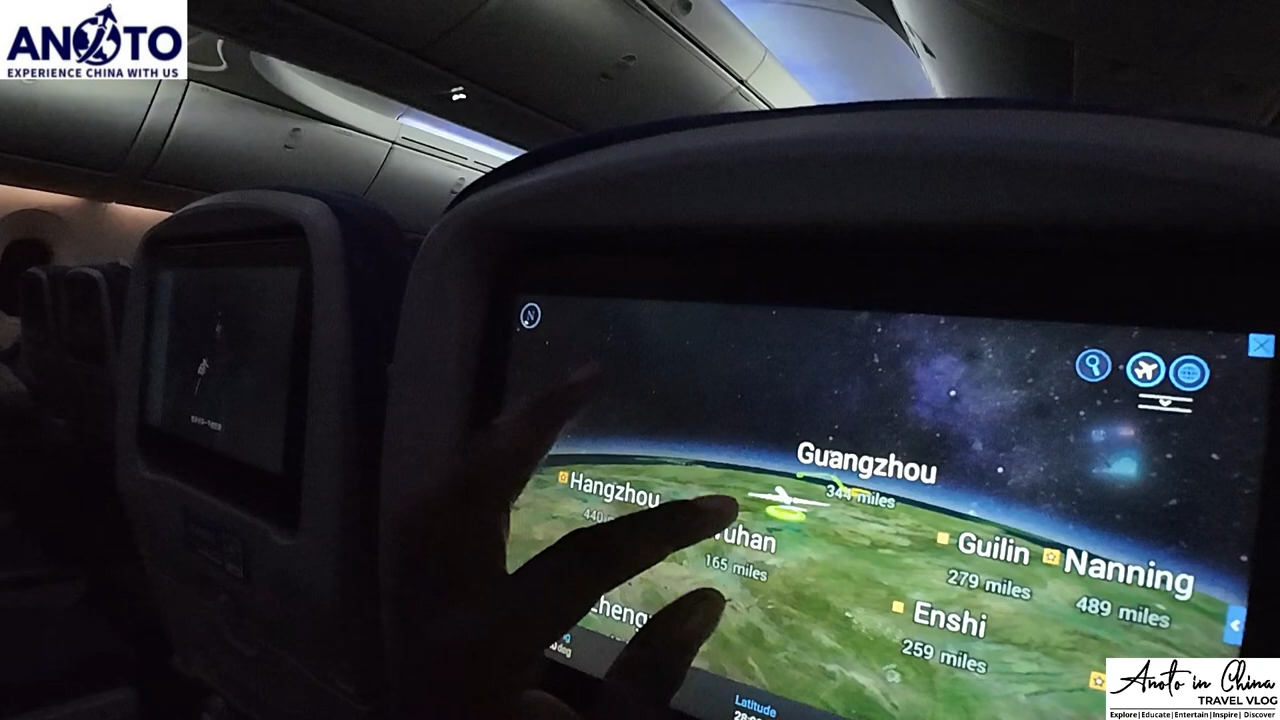 ANOTO
EXPERIENCE CHINA WITH US
N
Guangzhou
344 miles
Hangzhou
440
uhan
165 miles
Guilin
279 miles
Nanning
489 miles
Enshi
259 miles
Latitude
Anoto in China
TRAVEL VLOG
Explore|Educate|Entertain|Inspire| Discover